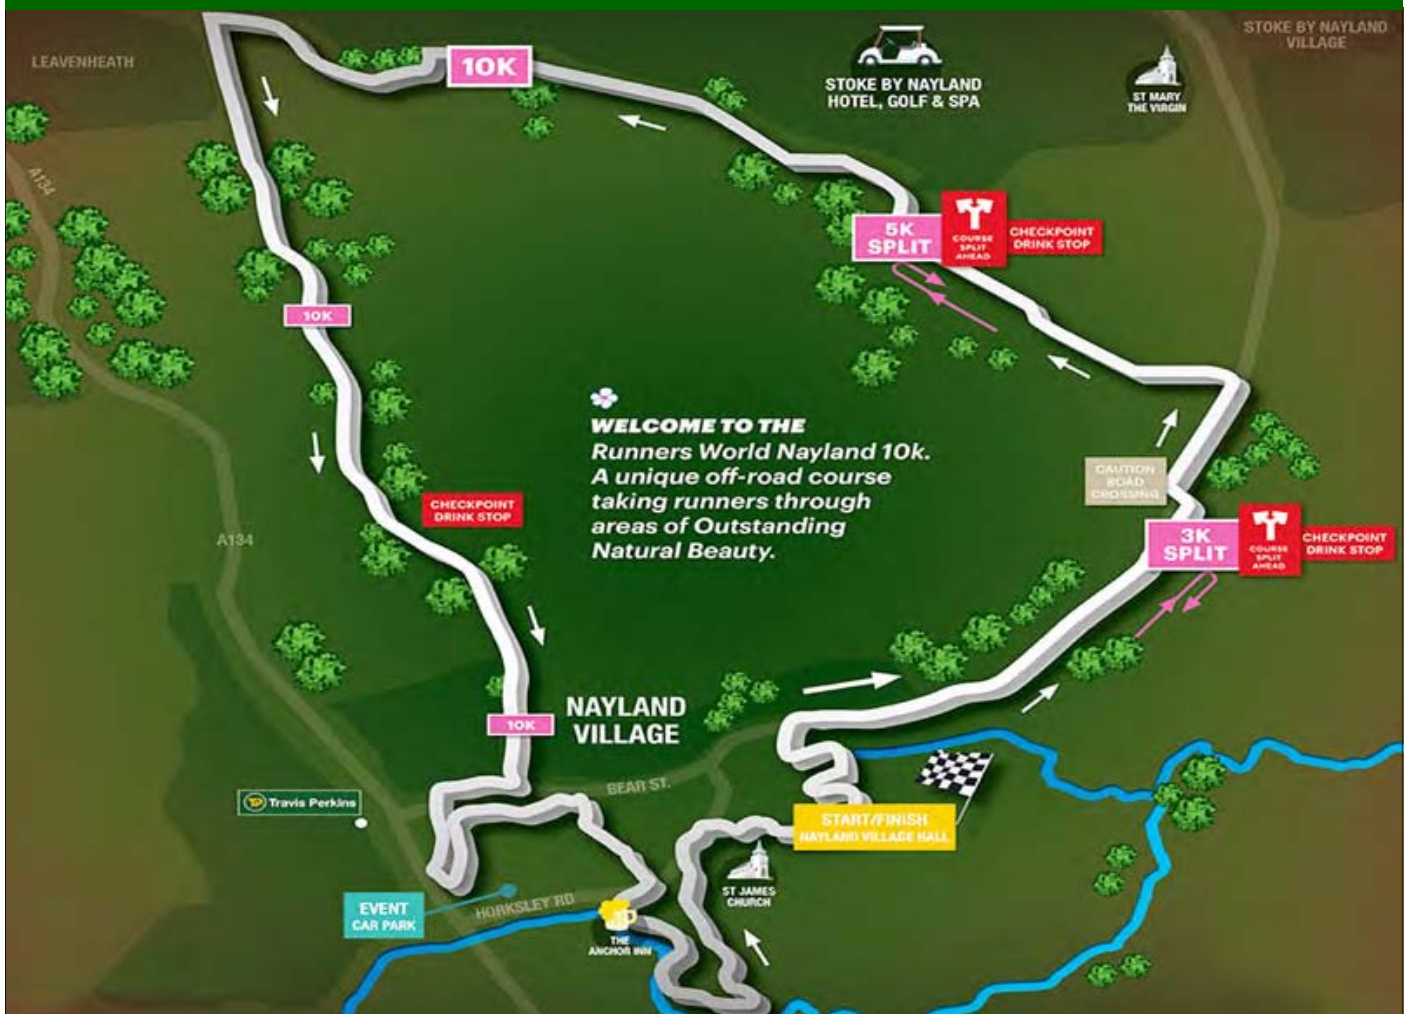 STOKE BY NAYLAND
VILLAGE
LEAVENHEATH
10K
STOKE BY NAYLAND
HOTEL, GOLF & SPA
ST MARY
THE VIRGIN
A134
5K
SPLIT
COURSE
SPLIT
AHEAD
CHECKPOINT
DRINK STOP
10K
WELCOME TO THE
Runners World Nayland 10k.
A unique off-road course
taking runners through
areas of Outstanding
Natural Beauty.
CAUTION
ROAD
CROSSING
CHECKPOINT
DRINK STOP
A134
3K
SPLIT
COURSE
SPLIT
AHEAD
CHECKPOINT
DRINK STOP
10K
NAYLAND
VILLAGE
BEAR ST.
TP Travis Perkins
START/FINISH
NAYLAND VILLAGE HALL
ST JAMES
CHURCH
EVENT
CAR PARK
HORKSLEY RD
THE
ANCHOR INN